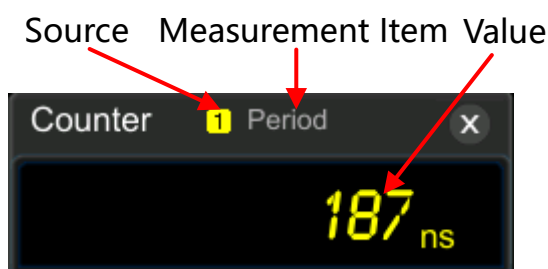 Source Measurement Item Value
Counter 1 Period X
187 ns